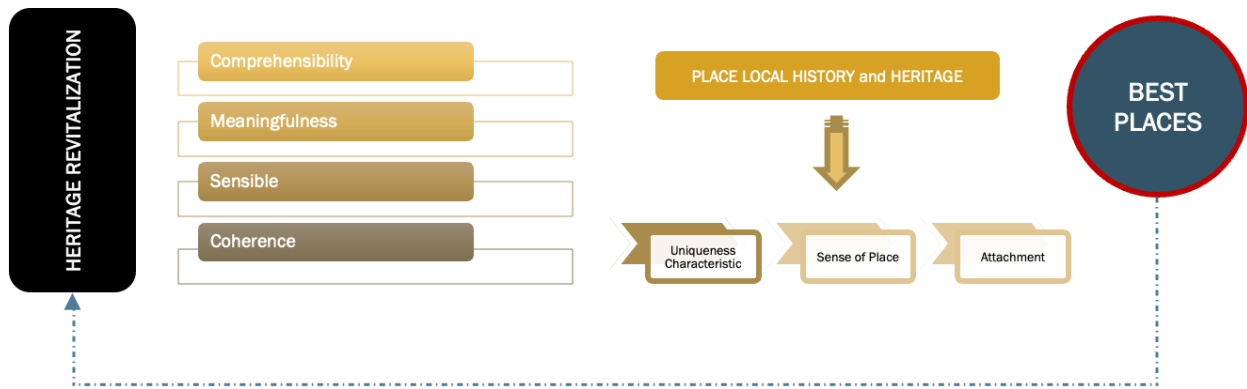 HERITAGE REVITALIZATION
Comprehensibility
Meaningfulness
Sensible
Coherence
PLACE LOCAL HISTORY and HERITAGE
Uniqueness
Characteristic
Sense of Place
Attachment
BEST
PLACES